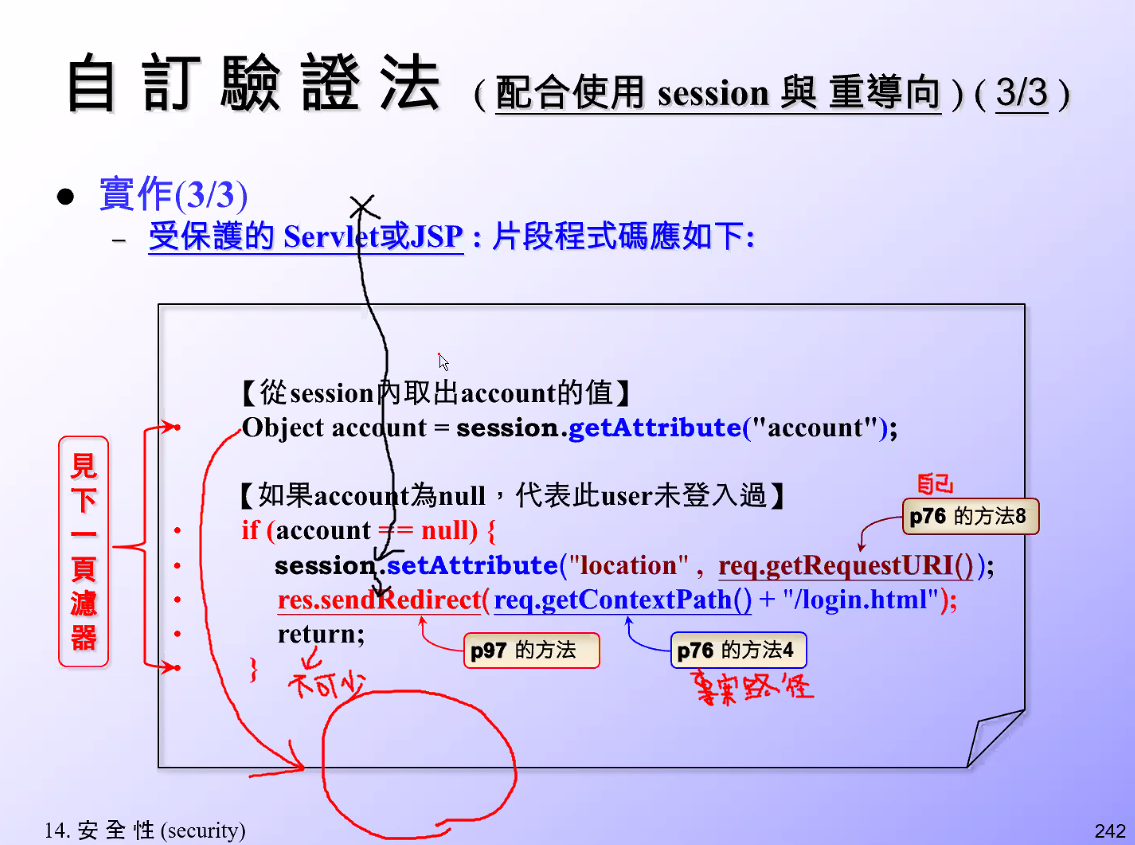 自訂驗證法 ( 配合使用 session 與 重導向 ) ( 3/3 )
● 實作(3/3)
– 受保護的 Servlet或JSP : 片段程式碼應如下:
【從session內取出account的值】
• Object account = session.getAttribute("account");
【如果account為null，代表此user未登入過】
自己
p76 的方法8
• if (account == null) {
• session.setAttribute("location" , req.getRequestURI() );
• res.sendRedirect( req.getContextPath() + "/login.html");
• return;
p97 的方法
p76 的方法4
• }
不可少
專案路徑
見下一頁濾器
14. 安 全 性 (security)
242